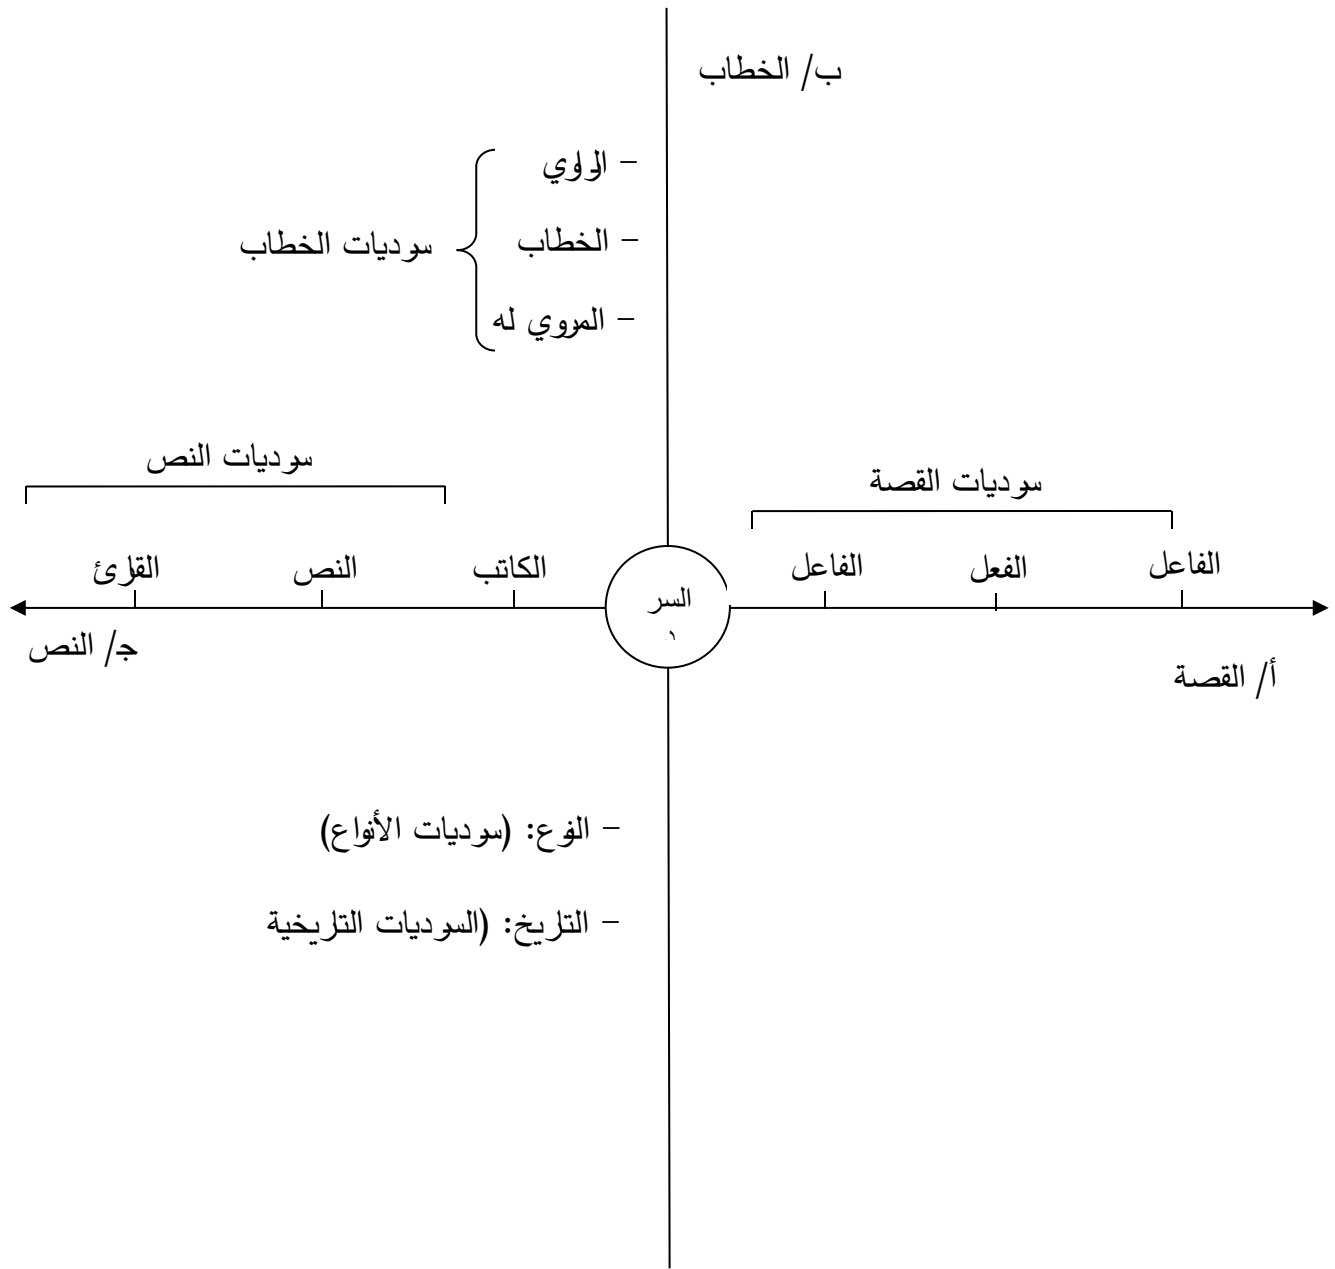 ب/ الخطاب
– الراوي
– الخطاب
سرديات الخطاب
– المروي له
سرديات النص
سرديات القصة
الفاعل
الفعل
الفاعل
الكاتب
النص
القارئ
السر
أ/ القصة
ج/ النص
– النوع: (سرديات الأنواع)
– التاريخ: (السرديات التاريخية